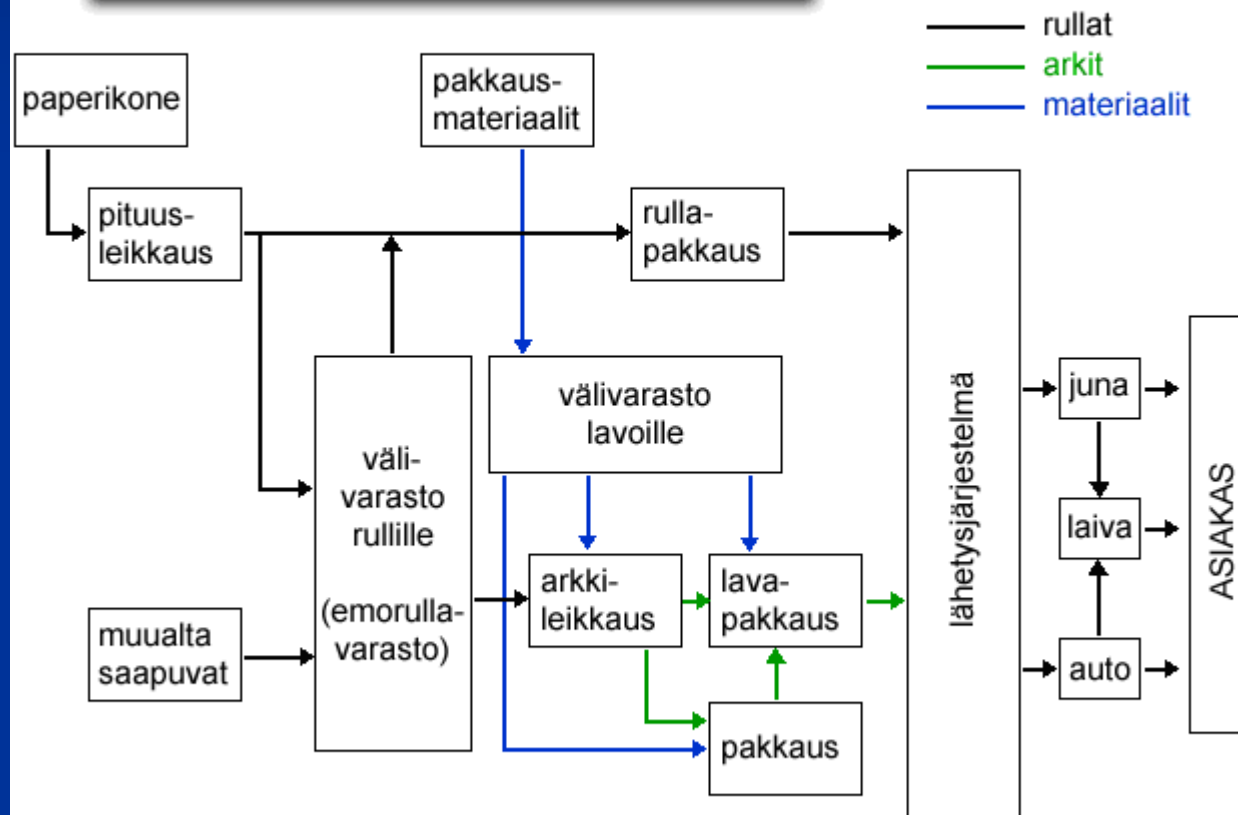 rullat
arkit
materiaalit
paperikone
pakkaus-
materiaalit
pituus-
leikkaus
rulla-
pakkaus
väli-
varasto
rullille
(emorulla-
varasto)
välivarasto
lavoille
muualta
saapuvat
arkki-
leikkaus
lava-
pakkaus
pakkaus
lähetysjärjestelmä
juna
laiva
auto
ASIAKAS